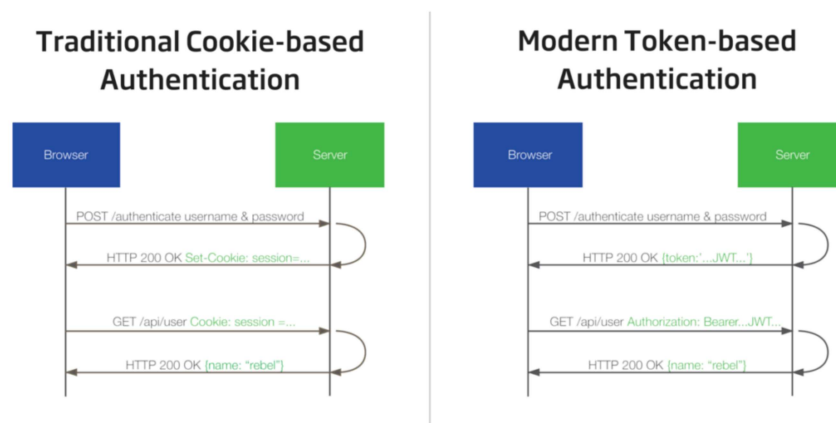 Traditional Cookie-based
Authentication
Browser
Server
POST /authenticate username & password
HTTP 200 OK Set-Cookie: session=...
GET /api/user Cookie: session =...
HTTP 200 OK {name: “rebel”}
Modern Token-based
Authentication
Browser
Server
POST /authenticate username & password
HTTP 200 OK {token:‘...JWT...’}
GET /api/user Authorization: Bearer...JWT...
HTTP 200 OK {name: “rebel”}